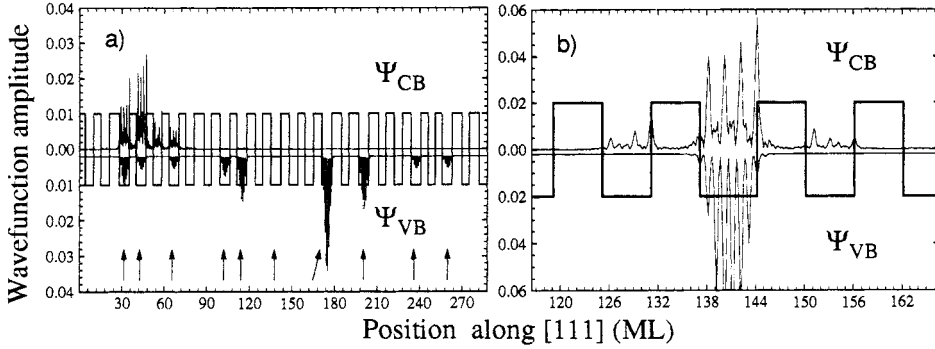 Wavefunction amplitude
0.04
0.03
0.02
0.01
0.00
0.01
0.02
0.03
0.04
a)
Ψ_CB
Ψ_VB
30 60 90 120 150 180 210 240 270
0.06
0.04
0.02
0.00
0.02
0.04
0.06
b)
Ψ_CB
Ψ_VB
120 126 132 138 144 150 156 162
Position along [111] (ML)